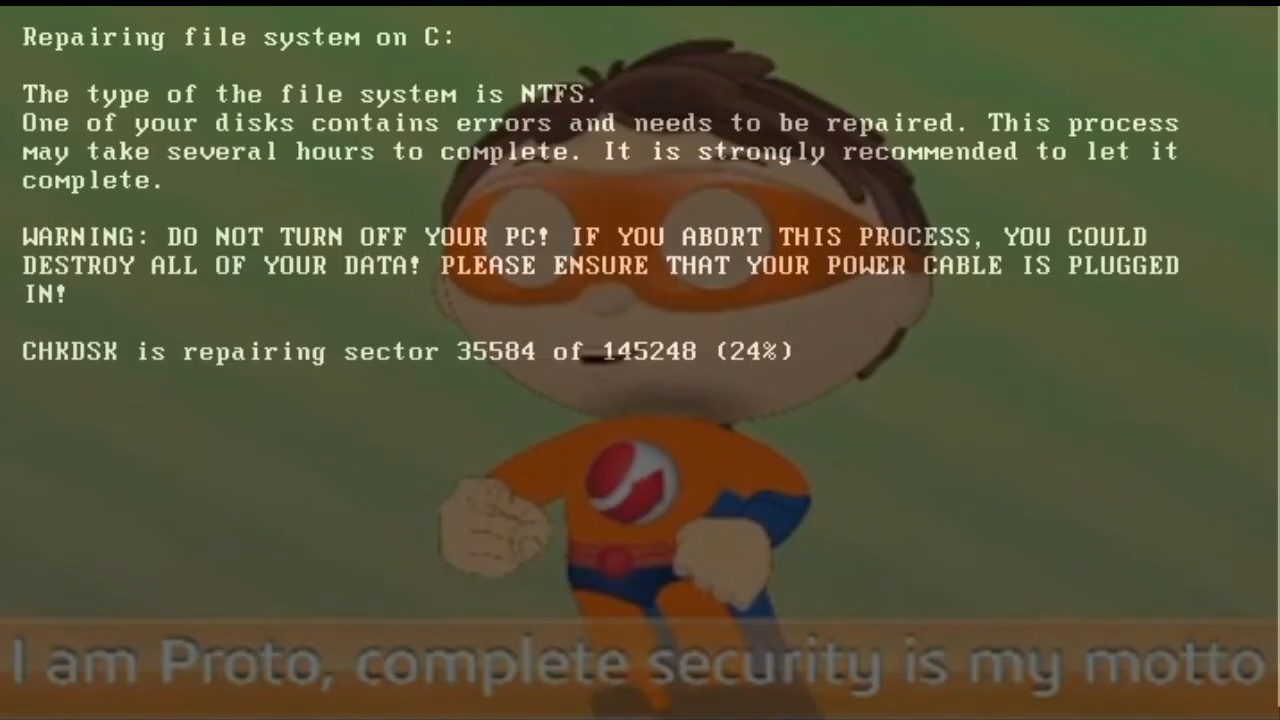 Repairing file system on C:
The type of the file system is NTFS.
One of your disks contains errors and needs to be repaired. This process
may take several hours to complete. It is strongly recommended to let it
complete.
WARNING: DO NOT TURN OFF YOUR PC! IF YOU ABORT THIS PROCESS, YOU COULD
DESTROY ALL OF YOUR DATA! PLEASE ENSURE THAT YOUR POWER CABLE IS PLUGGED
IN!
CHKDSK is repairing sector 35584 of 145248 (24%)
I am Proto, complete security is my motto